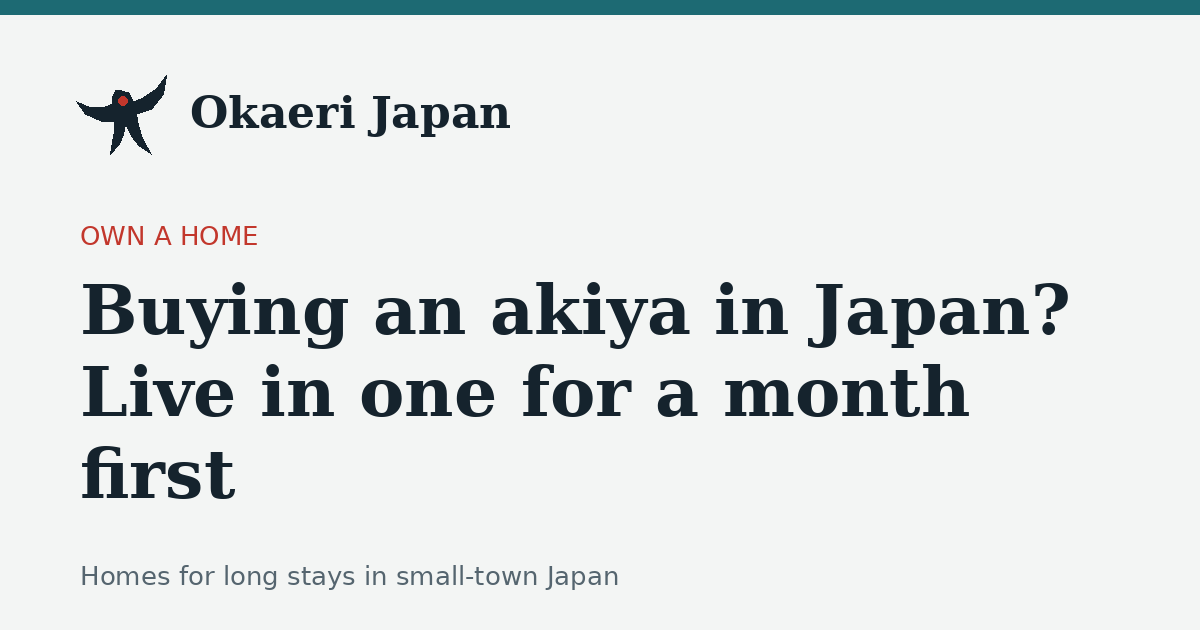 Okaeri Japan
OWN A HOME
Buying an akiya in Japan?
Live in one for a month
first
Homes for long stays in small-town Japan